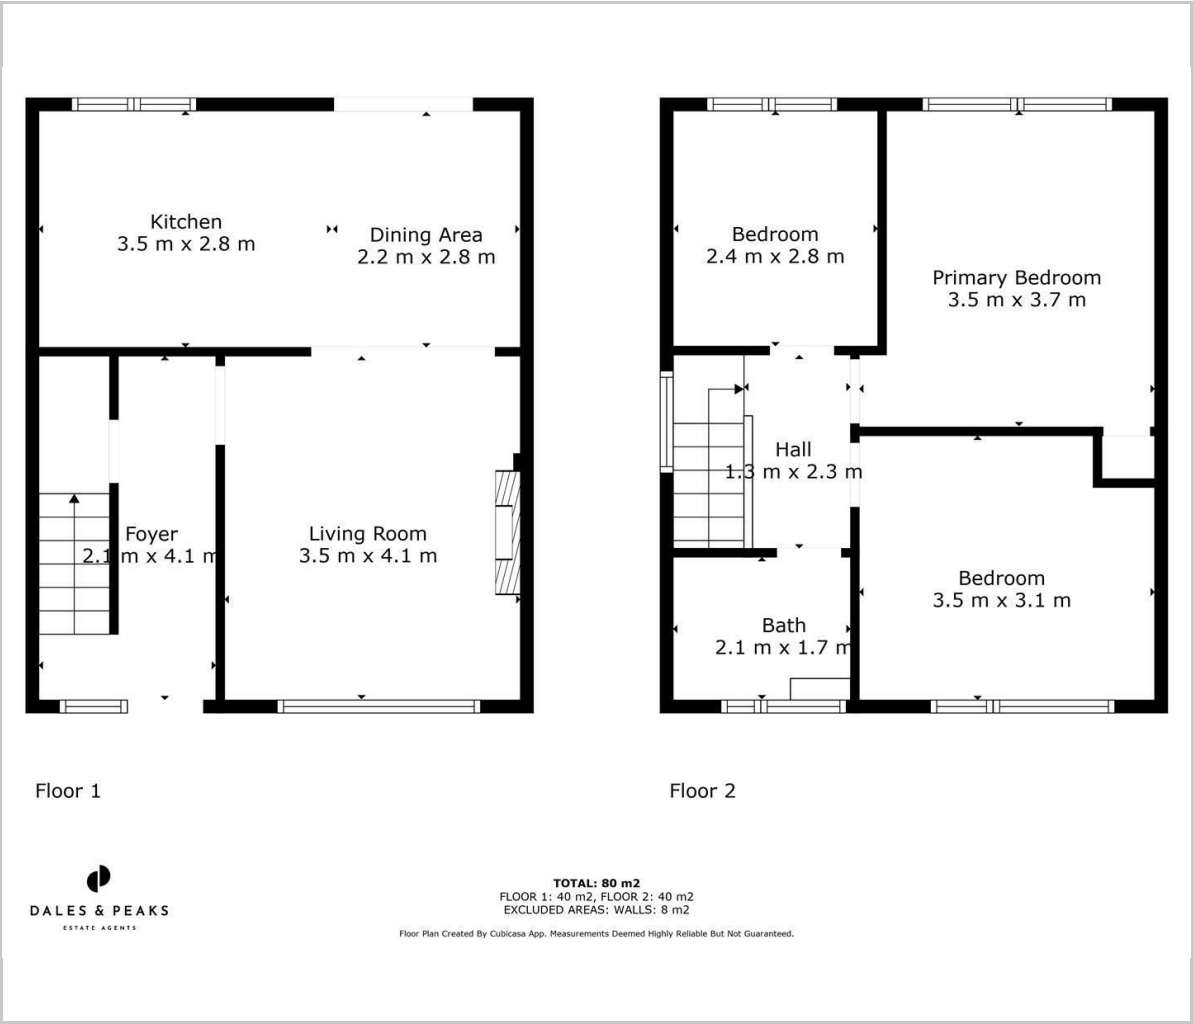 Kitchen
3.5 m x 2.8 m
Dining Area
2.2 m x 2.8 m
Foyer
2.1 m x 4.1 m
Living Room
3.5 m x 4.1 m
Bedroom
2.4 m x 2.8 m
Primary Bedroom
3.5 m x 3.7 m
Hall
1.3 m x 2.3 m
Bedroom
3.5 m x 3.1 m
Bath
2.1 m x 1.7 m
Floor 1
Floor 2
DALES & PEAKS
ESTATE AGENTS
TOTAL: 80 m2
FLOOR 1: 40 m2, FLOOR 2: 40 m2
EXCLUDED AREAS: WALLS: 8 m2
Floor Plan Created By Cubicasa App. Measurements Deemed Highly Reliable But Not Guaranteed.